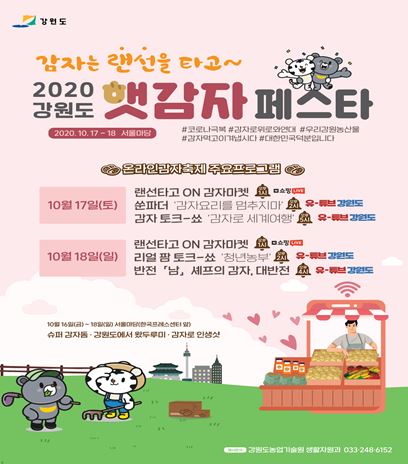 강원도
감자는 랜선을 타고~
2020
강원도
햇감자 페스타
2020.10.17 - 18 서울마당
#코로나극복 #감자로위로와연대 #우리강원농산물
#감자먹고이겨냅시다 #대한민국덕분입니다
온라인감자축제 주요프로그램
10월 17일(토)
랜선타고 ON 감자마켓 쇼핑 LIVE
쏜파더 '감자요리를 멈추지마' 유-튜브 강원도
감자 토크-쇼 '감자로 세계여행' 유-튜브 강원도
10월 18일(일)
랜선타고 ON 감자마켓 쇼핑 LIVE
리얼 팜 토크-쇼 '청년농부' 유-튜브 강원도
반전「남」셰프의 감자, 대반전 유-튜브 강원도
10월 16일(금) ~ 18일(일) 서울마당(한국프레스센터 앞)
슈퍼 감자돔 · 강원도에서 왔두루미 · 감자로 인생샷
강원도농업기술원 생활자원과 033-248-6152